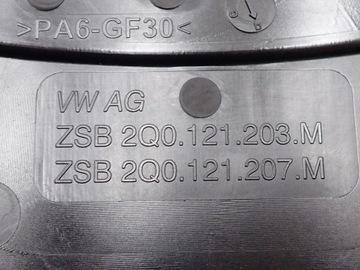 >PA6-GF30<
VW AG
ZSB 2Q0.121.203.M
ZSB 2Q0.121.207.M